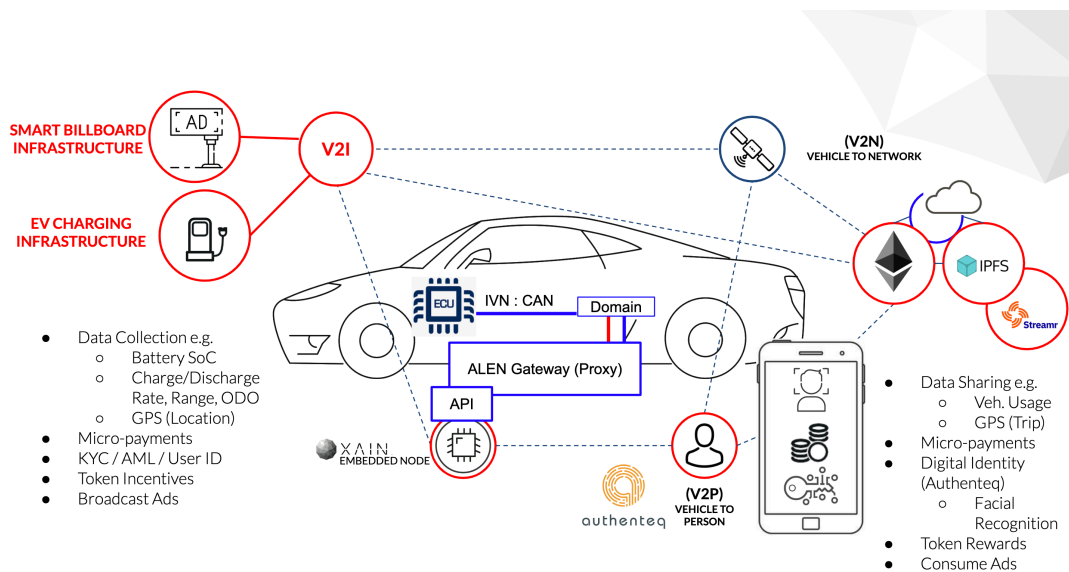 SMART BILLBOARD
INFRASTRUCTURE
AD
V2I
(V2N)
VEHICLE TO NETWORK
EV CHARGING
INFRASTRUCTURE
IPFS
Streamr
ECU
IVN : CAN
Domain
ALEN Gateway (Proxy)
API
XAIN
EMBEDDED NODE
authenteq
(V2P)
VEHICLE TO
PERSON
● Data Collection e.g.
○ Battery SoC
○ Charge/Discharge
Rate, Range, ODO
○ GPS (Location)
● Micro-payments
● KYC / AML / User ID
● Token Incentives
● Broadcast Ads
● Data Sharing e.g.
○ Veh. Usage
○ GPS (Trip)
● Micro-payments
● Digital Identity
(Authenteq)
○ Facial
Recognition
● Token Rewards
● Consume Ads